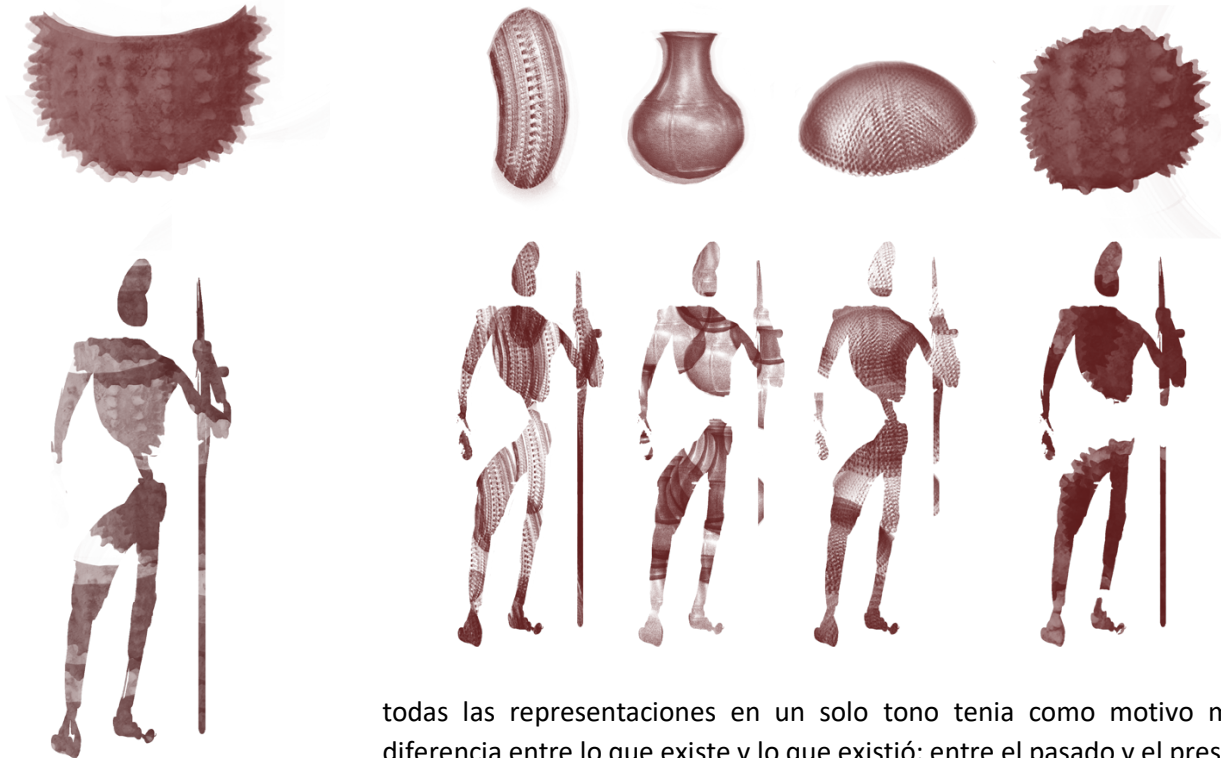 todas las representaciones en un solo tono tenia como motivo
diferencia entre lo que existe y lo que existió; entre el pasado y el